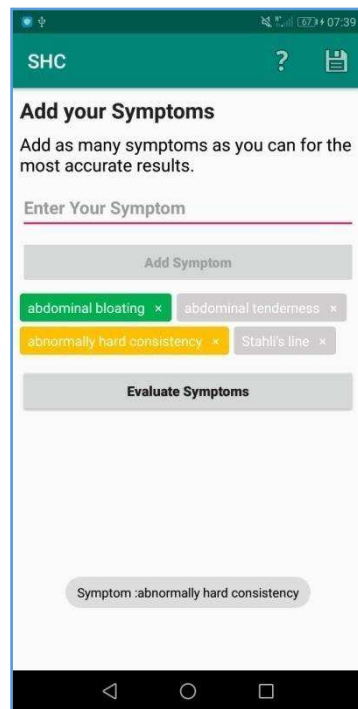 67 07:39
SHC ?
Add your Symptoms
Add as many symptoms as you can for the
most accurate results.
Enter Your Symptom
Add Symptom
abdominal bloating × abdominal tenderness ×
abnormally hard consistency × Stahli's line ×
Evaluate Symptoms
Symptom :abnormally hard consistency